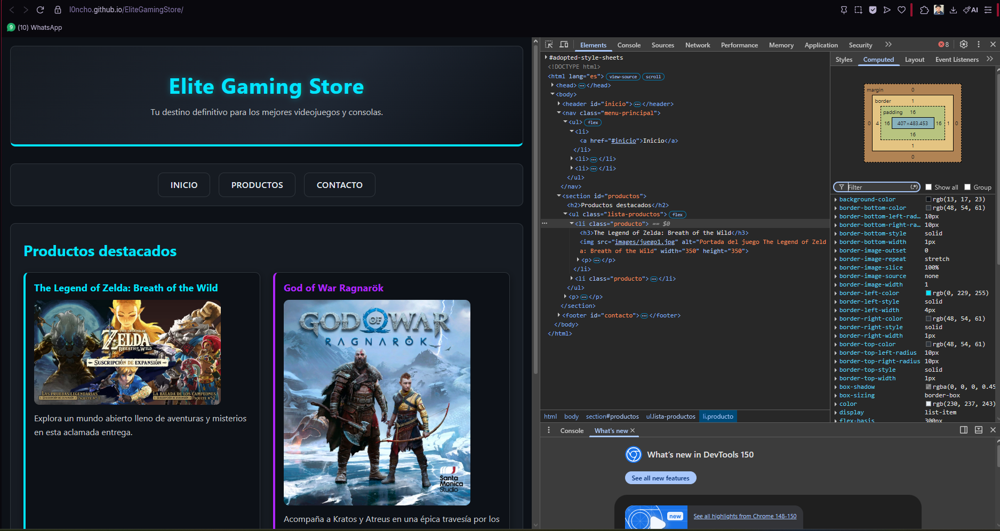 l0ncho.github.io/EliteGamingStore/
AI
9 (10) WhatsApp
Elite Gaming Store
Tu destino definitivo para los mejores videojuegos y consolas.
INICIO
PRODUCTOS
CONTACTO
Productos destacados
The Legend of Zelda: Breath of the Wild
THE LEGEND OF
ZELDA
BREATH OF THE WILD
SUSCRIPCIÓN DE EXPANSIÓN
LAS PRUEBAS LEGENDARIAS
SUSCRIPCIÓN DE EXPANSIÓN PAQUETE N.º 1
LA BALADA DE LOS CAMPEONES
SUSCRIPCIÓN DE EXPANSIÓN PAQUETE N.º 2
Explora un mundo abierto lleno de aventuras y misterios
en esta aclamada entrega.
God of War Ragnarök
GOD OF WAR
RAGNARÖK
Santa
Monica
Studio
Acompaña a Kratos y Atreus en una épica travesía por los
Elements
Console
Sources
Network
Performance
Memory
Application
Security
8
#adopted-style-sheets
<!DOCTYPE html>
<html lang="es"> view-source scroll
<head>…</head>
<body>
<header id="inicio">…</header>
<nav class="menu-principal">
<ul> flex
<li>
<a href="#inicio">Inicio</a>
</li>
<li>…</li>
<li>…</li>
</ul>
</nav>
<section id="productos">
<h2>Productos destacados</h2>
<ul class="lista-productos"> flex
… <li class="producto"> == $0
<h3>The Legend of Zelda: Breath of the Wild</h3>
<img src="images/juego1.jpg" alt="Portada del juego The Legend of Zeld
a: Breath of the Wild" width="350" height="350">
<p>…</p>
</li>
<li class="producto">…</li>
</ul>
<p>…</p>
</section>
<footer id="contacto">…</footer>
</body>
</html>
html body section#productos ul.lista-productos li.producto
Styles
Computed
Layout
Event Listeners
margin 0
border 1
padding 16
0 4 16 407×483.453 16 1 0
16
1
0
Filter (.*)
Show all
Group
background-color rgb(13, 17, 23)
border-bottom-color rgb(48, 54, 61)
border-bottom-left-rad… 10px
border-bottom-right-ra… 10px
border-bottom-style solid
border-bottom-width 1px
border-image-outset 0
border-image-repeat stretch
border-image-slice 100%
border-image-source none
border-image-width 1
border-left-color rgb(0, 229, 255)
border-left-style solid
border-left-width 4px
border-right-color rgb(48, 54, 61)
border-right-style solid
border-right-width 1px
border-top-color rgb(48, 54, 61)
border-top-left-radius 10px
border-top-right-radius 10px
border-top-style solid
border-top-width 1px
box-shadow rgba(0, 0, 0, 0.45
box-sizing border-box
color rgb(230, 237, 243)
display list-item
flex-basis 300px
Console
What's new
What's new in DevTools 150
See all new features
new
See all highlights from Chrome 148-150